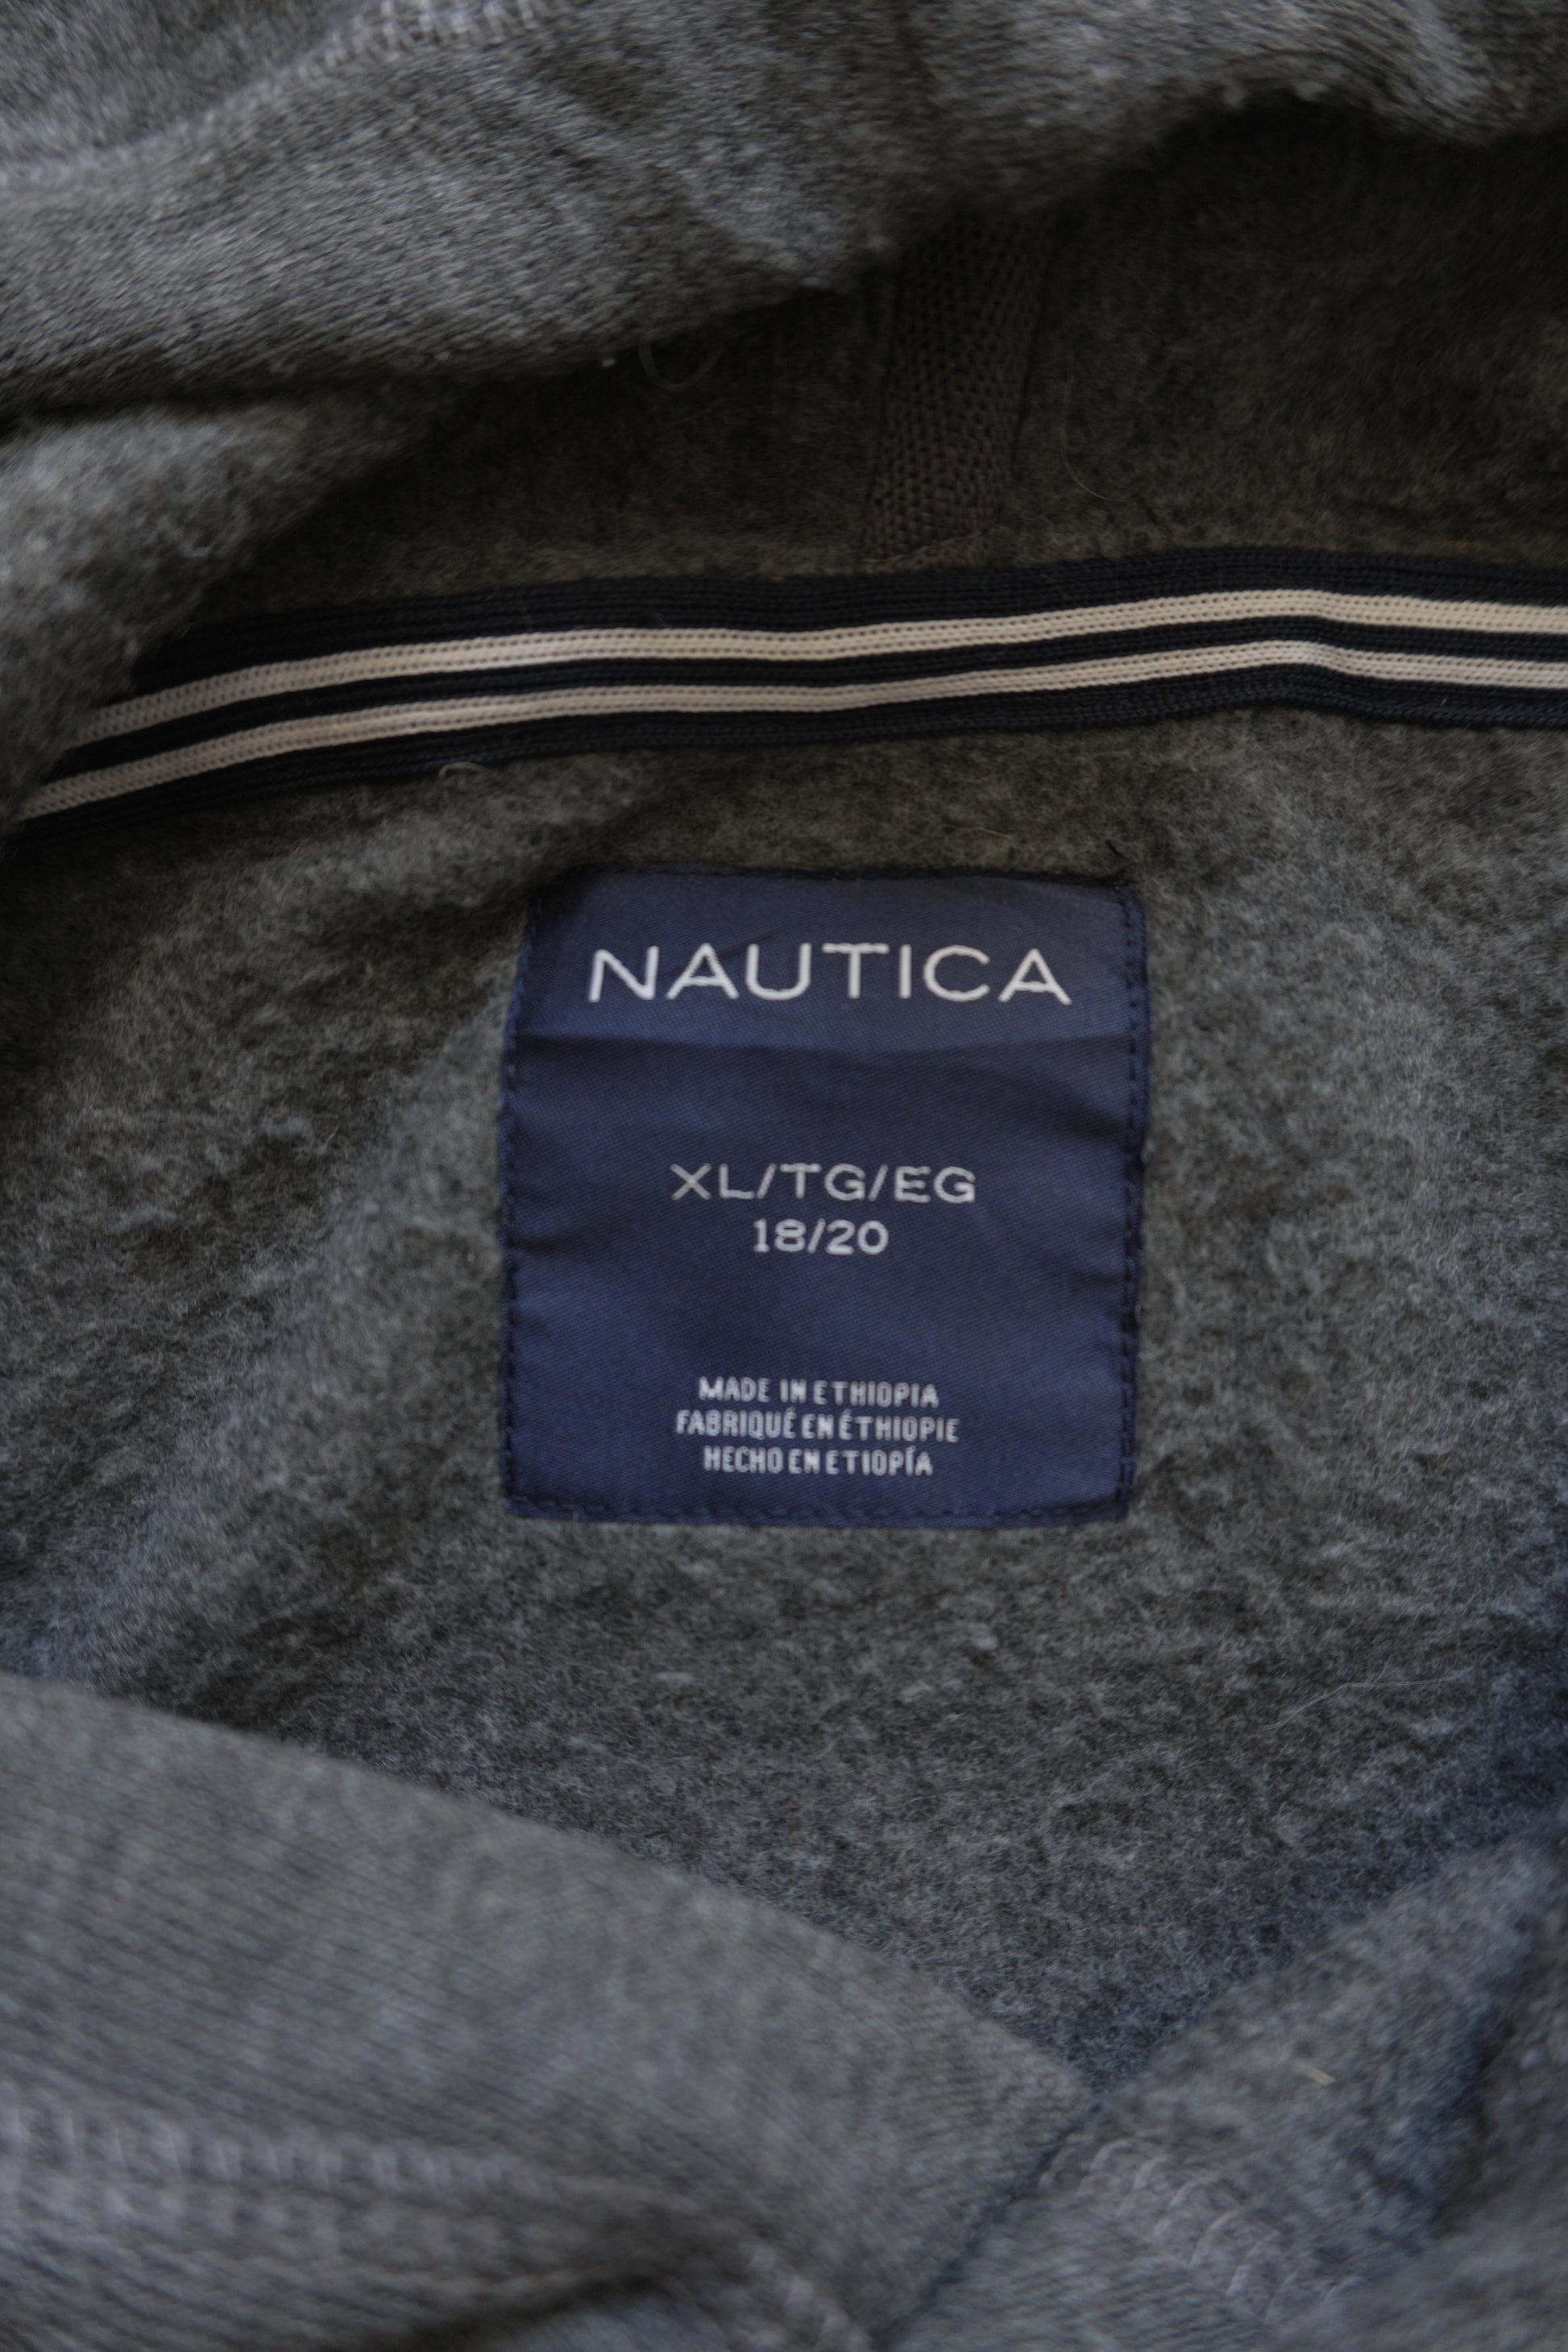 NAUTICA
XL/TG/EG
18/20
MADE IN ETHIOPIA
FABRIQUÉ EN ÉTHIOPIE
HECHO EN ETIOPÍA